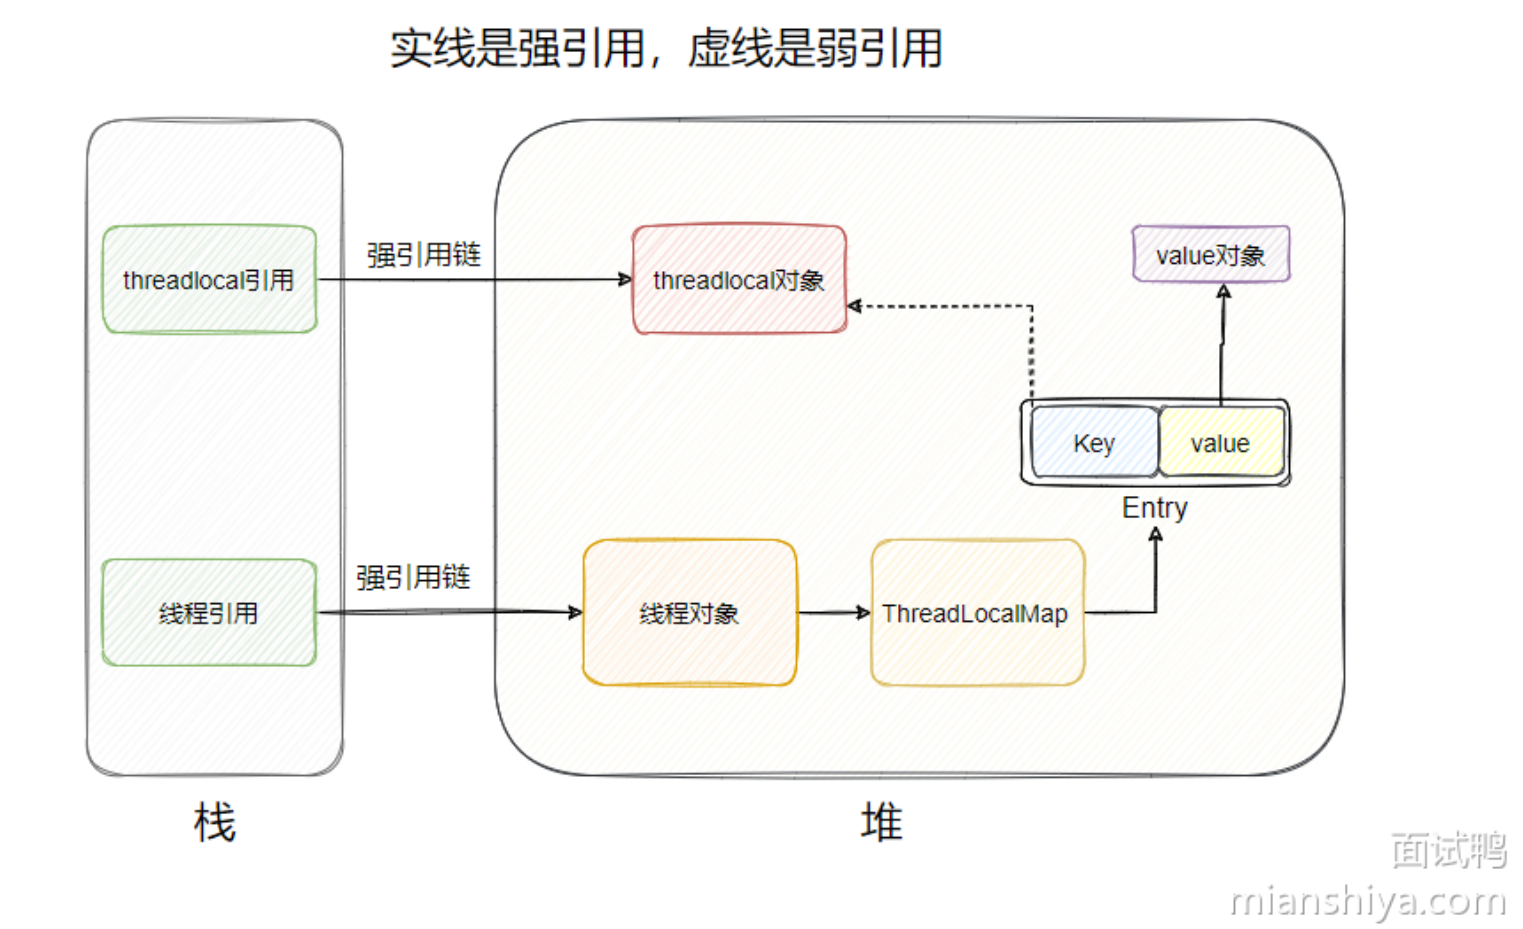 实线是强引用，虚线是弱引用
threadlocal引用
强引用链
threadlocal对象
value对象
Key
value
Entry
线程引用
强引用链
线程对象
ThreadLocalMap
栈
堆
面试鸭
mianshiya.com